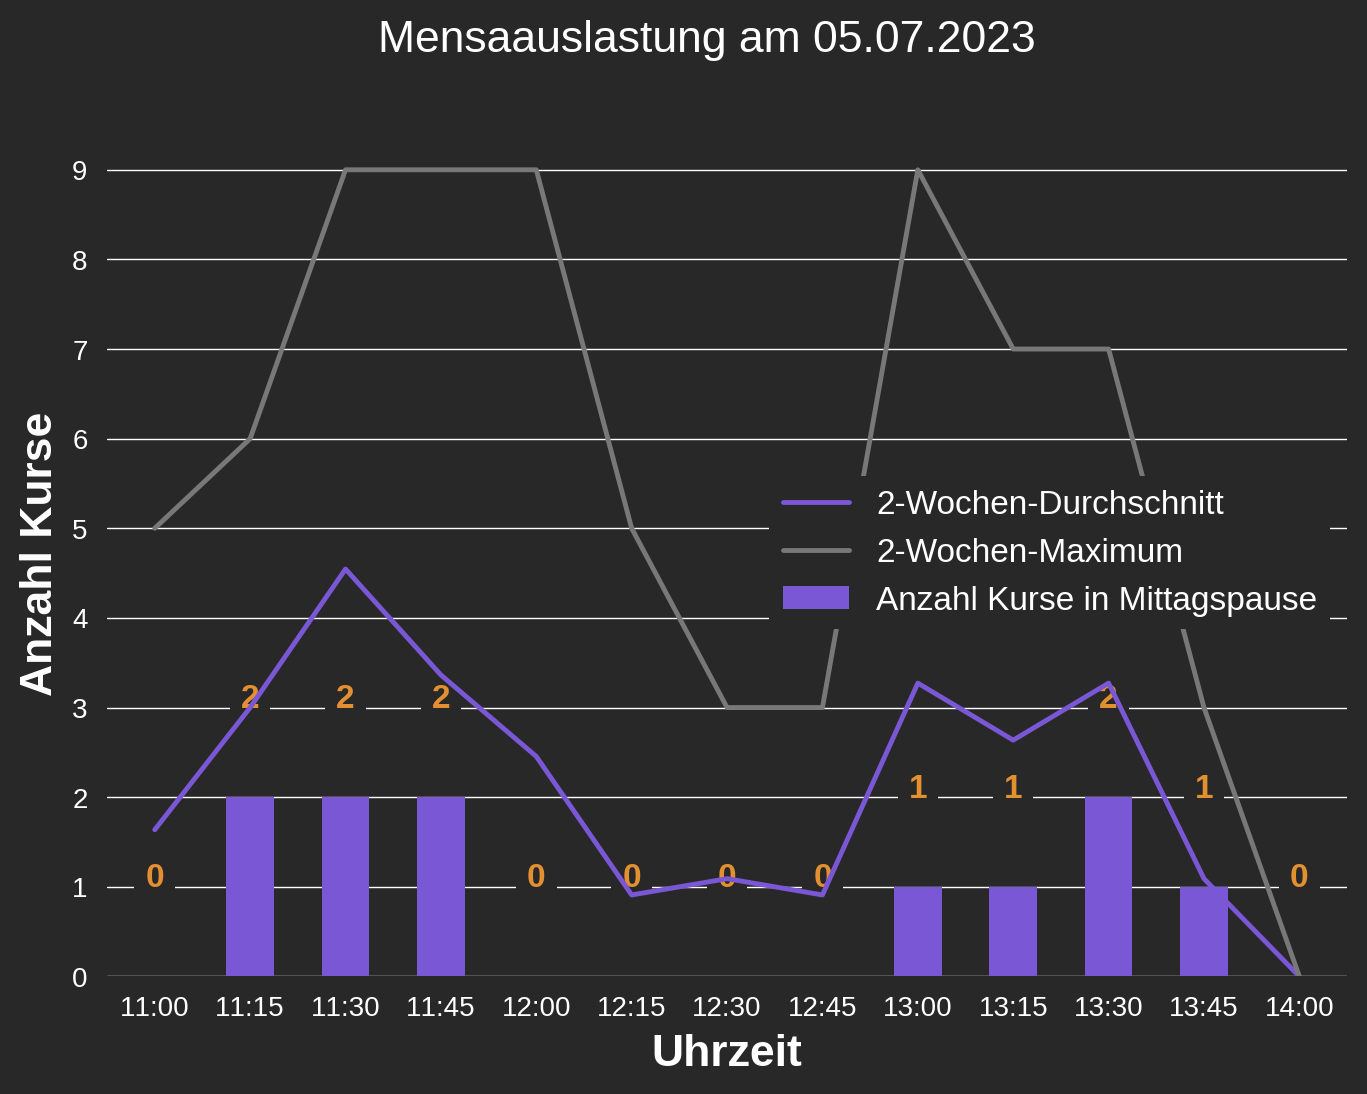 Mensaauslastung am 05.07.2023
Anzahl Kurse
9
8
7
6
5
4
3
2
1
0
2-Wochen-Durchschnitt
2-Wochen-Maximum
Anzahl Kurse in Mittagspause
0 2 2 2 0 0 0 0 1 1 2 1 0
11:00 11:15 11:30 11:45 12:00 12:15 12:30 12:45 13:00 13:15 13:30 13:45 14:00
Uhrzeit